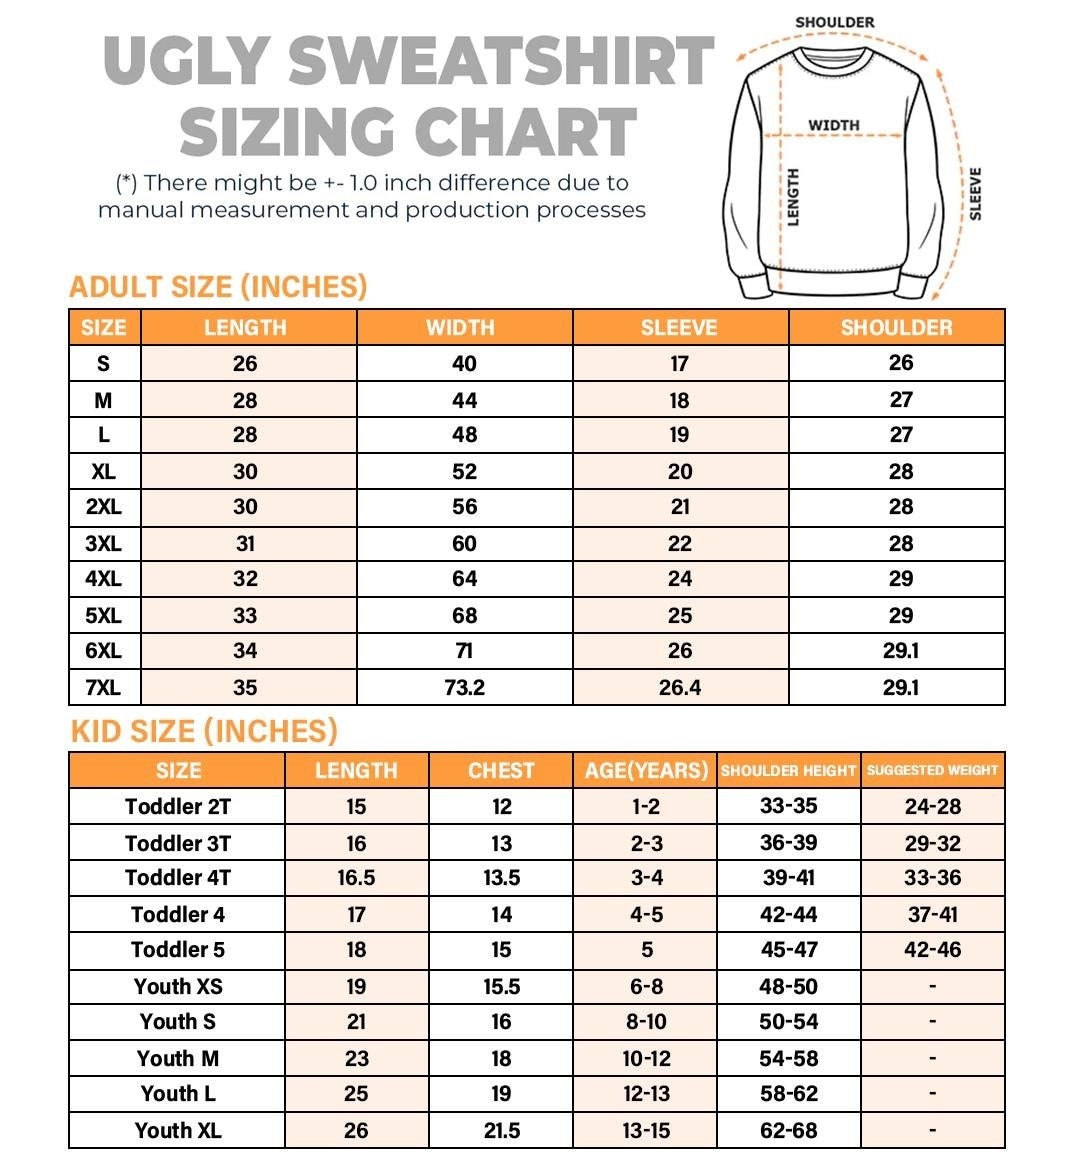 SHOULDER
UGLY SWEATSHIRT
SIZING CHART
WIDTH
LENGTH
SLEEVE
(*) There might be +- 1.0 inch difference due to
manual measurement and production processes
ADULT SIZE (INCHES)
SIZE LENGTH WIDTH SLEEVE SHOULDER
S 26 40 17 26
M 28 44 18 27
L 28 48 19 27
XL 30 52 20 28
2XL 30 56 21 28
3XL 31 60 22 28
4XL 32 64 24 29
5XL 33 68 25 29
6XL 34 71 26 29.1
7XL 35 73.2 26.4 29.1
KID SIZE (INCHES)
SIZE LENGTH CHEST AGE(YEARS) SHOULDER HEIGHT SUGGESTED WEIGHT
Toddler 2T 15 12 1-2 33-35 24-28
Toddler 3T 16 13 2-3 36-39 29-32
Toddler 4T 16.5 13.5 3-4 39-41 33-36
Toddler 4 17 14 4-5 42-44 37-41
Toddler 5 18 15 5 45-47 42-46
Youth XS 19 15.5 6-8 48-50 -
Youth S 21 16 8-10 50-54 -
Youth M 23 18 10-12 54-58 -
Youth L 25 19 12-13 58-62 -
Youth XL 26 21.5 13-15 62-68 -